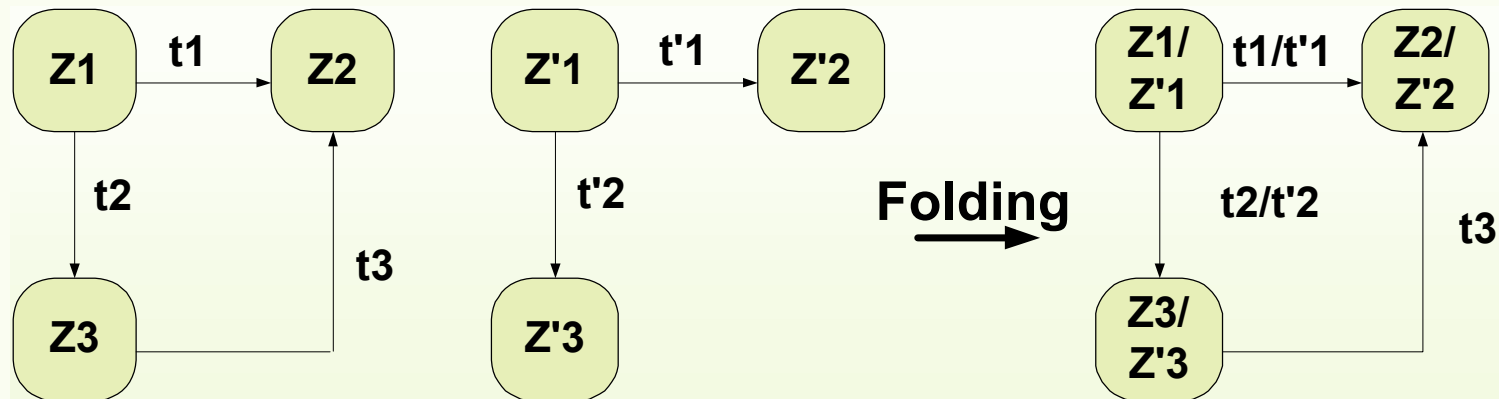 Z1
t1
Z2
t2
t3
Z3
Z'1
t'1
Z'2
t'2
Z'3
Folding
Z1/
Z'1
t1/t'1
Z2/
Z'2
t2/t'2
t3
Z3/
Z'3